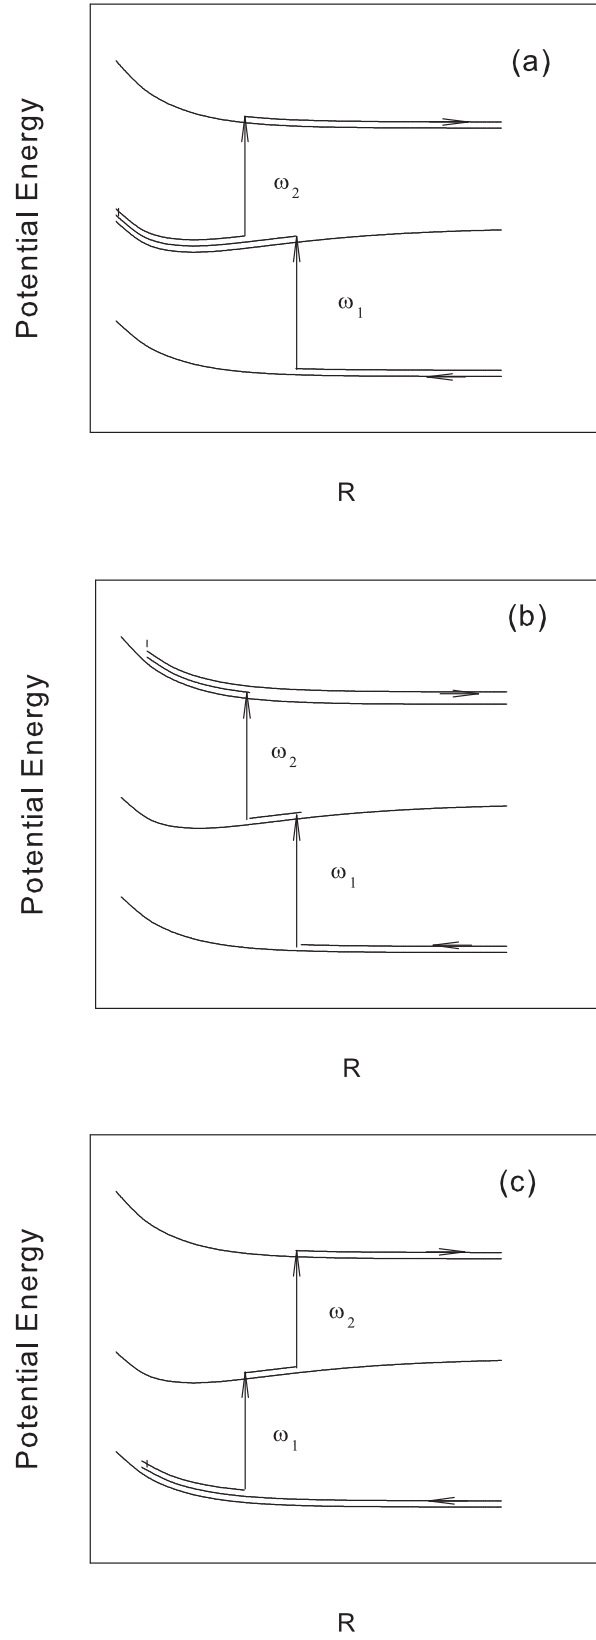 (a)
Potential Energy
ω2
ω1
R
(b)
Potential Energy
ω2
ω1
R
(c)
Potential Energy
ω2
ω1
R